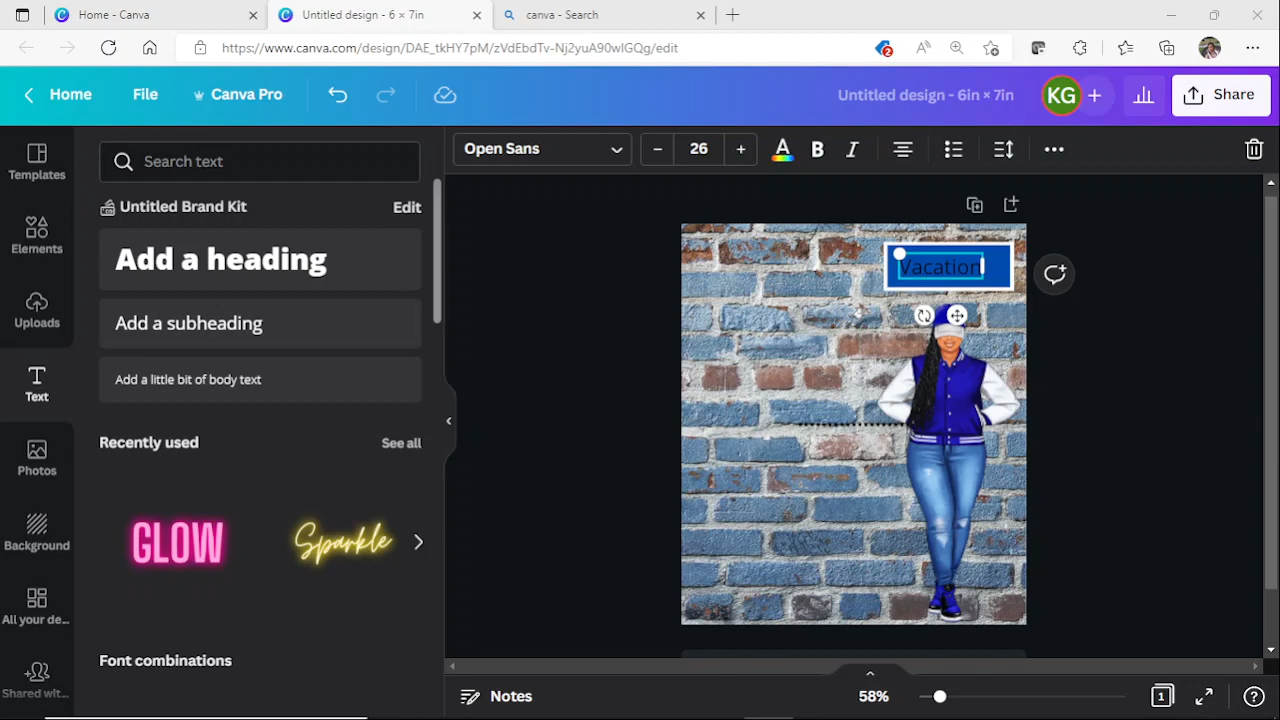 Home - Canva
Untitled design - 6 × 7in
canva - Search
https://www.canva.com/design/DAE_tkHY7pM/zVdEbdTv-Nj2yuA90wIGQg/edit
2
Home
File
Canva Pro
Untitled design - 6in × 7in
KG
Share
Templates
Search text
Open Sans
26
A
B
I
Untitled Brand Kit
Edit
Elements
Add a heading
Vacation
Uploads
Add a subheading
Text
Add a little bit of body text
Recently used
See all
Photos
GLOW
Sparkle
Background
All your de...
Font combinations
Shared wit...
Notes
58%
1